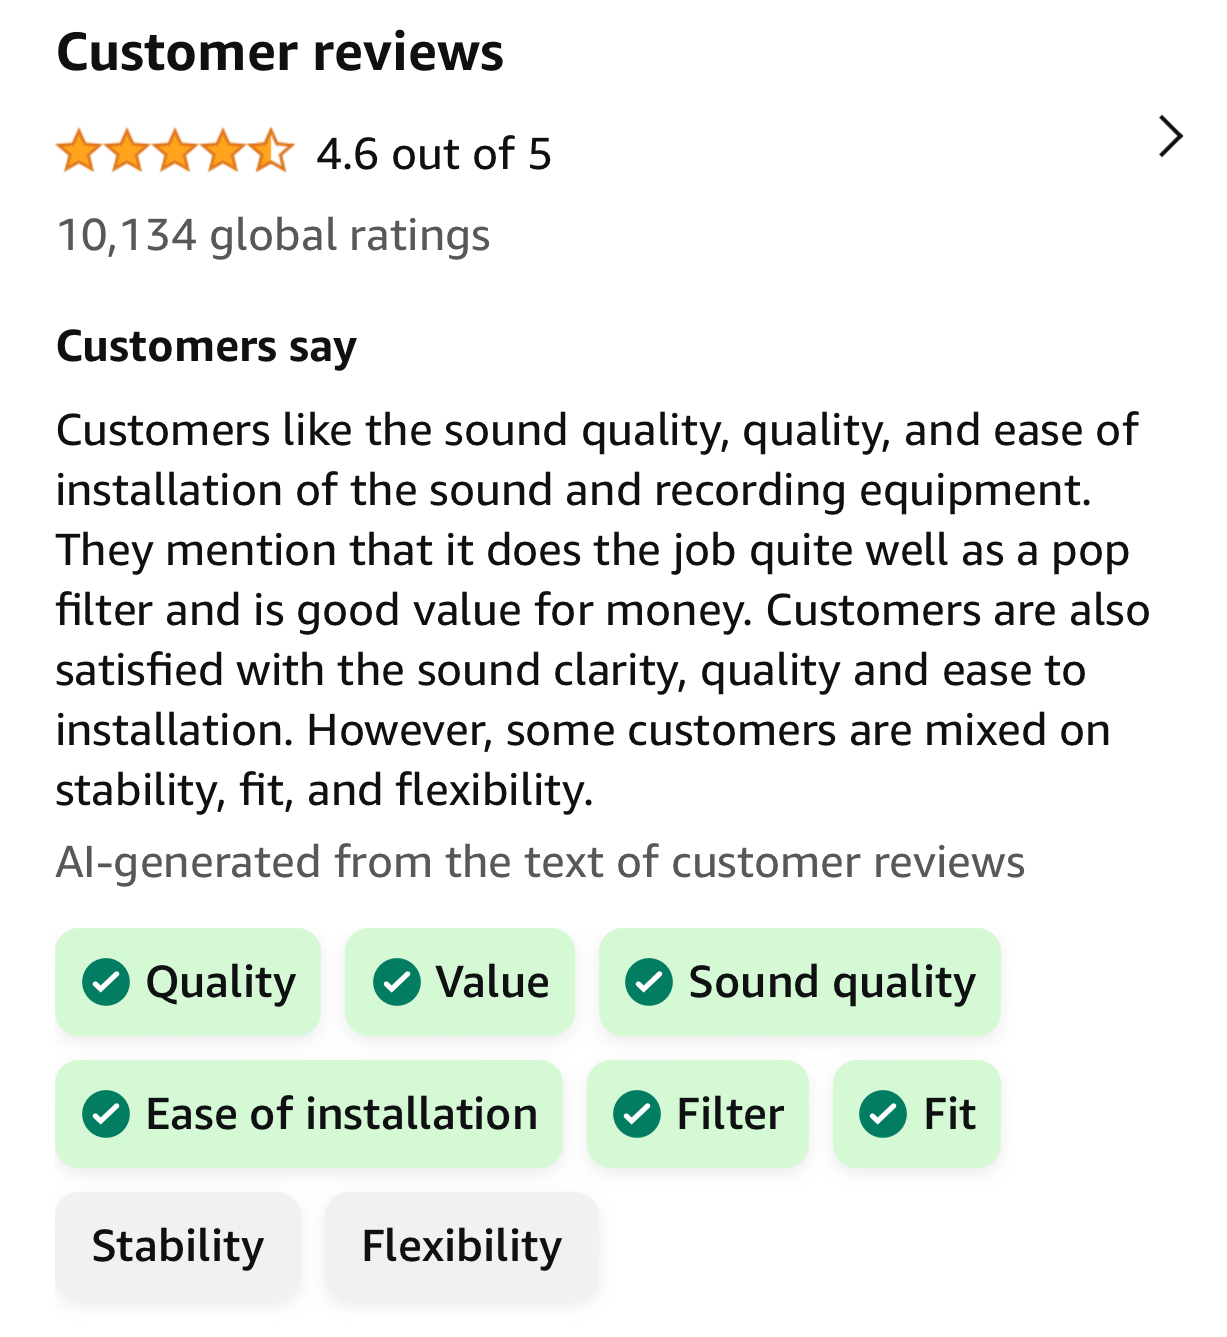 Customer reviews
4.6 out of 5
10,134 global ratings
Customers say
Customers like the sound quality, quality, and ease of
installation of the sound and recording equipment.
They mention that it does the job quite well as a pop
filter and is good value for money. Customers are also
satisfied with the sound clarity, quality and ease to
installation. However, some customers are mixed on
stability, fit, and flexibility.
AI-generated from the text of customer reviews
Quality Value Sound quality
Ease of installation Filter Fit
Stability Flexibility